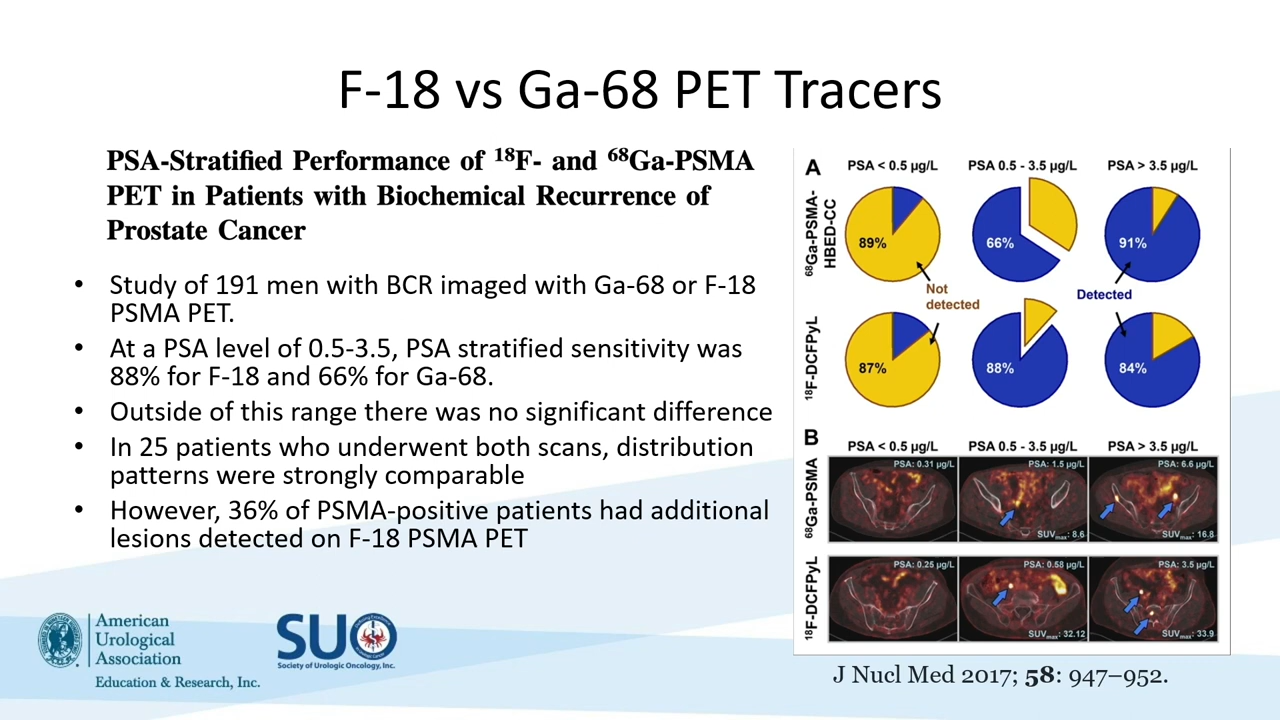 F-18 vs Ga-68 PET Tracers
PSA-Stratified Performance of ¹⁸F- and ⁶⁸Ga-PSMA
PET in Patients with Biochemical Recurrence of
Prostate Cancer
• Study of 191 men with BCR imaged with Ga-68 or F-18
PSMA PET.
• At a PSA level of 0.5-3.5, PSA stratified sensitivity was
88% for F-18 and 66% for Ga-68.
• Outside of this range there was no significant difference
• In 25 patients who underwent both scans, distribution
patterns were strongly comparable
• However, 36% of PSMA-positive patients had additional
lesions detected on F-18 PSMA PET
A
PSA < 0.5 µg/L
PSA 0.5 - 3.5 µg/L
PSA > 3.5 µg/L
⁶⁸Ga-PSMA-
HBED-CC
89%
66%
91%
Not
detected
Detected
¹⁸F-DCFPyL
87%
88%
84%
B
PSA < 0.5 µg/L
PSA 0.5 - 3.5 µg/L
PSA > 3.5 µg/L
⁶⁸Ga-PSMA
PSA: 0.31 µg/L
PSA: 1.5 µg/L
SUVmax: 8.6
PSA: 6.6 µg/L
SUVmax: 16.8
¹⁸F-DCFPyL
PSA: 0.25 µg/L
PSA: 0.58 µg/L
SUVmax: 32.12
PSA: 3.5 µg/L
SUVmax: 33.9
American
Urological
Association
Education & Research, Inc.
SUO
Society of Urologic Oncology, Inc.
J Nucl Med 2017; 58: 947–952.